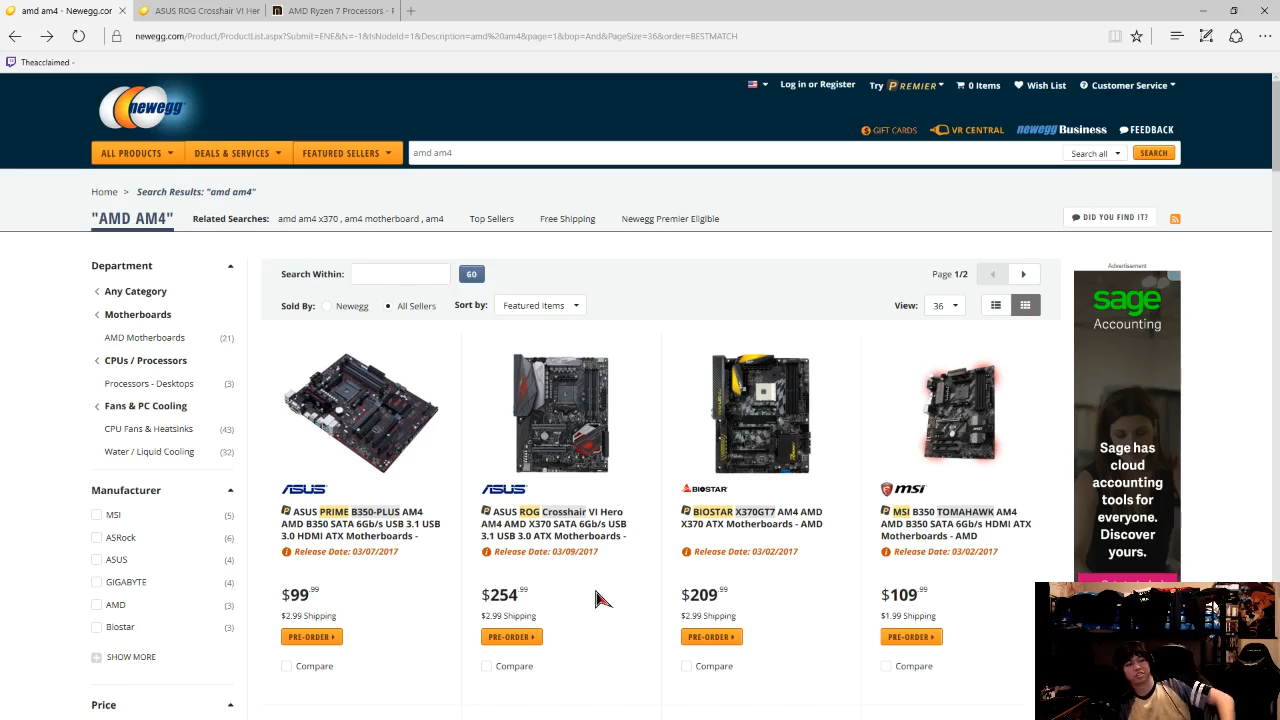 amd am4 - Newegg.com
ASUS ROG Crosshair VI Her
AMD Ryzen 7 Processors -
newegg.com/Product/ProductList.aspx?Submit=ENE&N=-1&IsNodeId=1&Description=amd%20am4&page=1&bop=And&PageSize=36&order=BESTMATCH
Theacclaimed -
newegg
Log in or Register
Try PREMIER
0 Items
Wish List
Customer Service
GIFT CARDS
VR CENTRAL
newegg Business
FEEDBACK
ALL PRODUCTS
DEALS & SERVICES
FEATURED SELLERS
amd am4
Search all
SEARCH
Home > Search Results: "amd am4"
"AMD AM4"
Related Searches: amd am4 x370 , am4 motherboard , am4
Top Sellers
Free Shipping
Newegg Premier Eligible
DID YOU FIND IT?
Department
Any Category
Motherboards
AMD Motherboards (21)
CPUs / Processors
Processors - Desktops (3)
Fans & PC Cooling
CPU Fans & Heatsinks (43)
Water / Liquid Cooling (32)
Manufacturer
MSI (5)
ASRock (6)
ASUS (4)
GIGABYTE (4)
AMD (3)
Biostar (3)
SHOW MORE
Price
Search Within:
GO
Page 1/2
Sold By: Newegg All Sellers
Sort by: Featured Items
View: 36
ASUS
ASUS PRIME B350-PLUS AM4
AMD B350 SATA 6Gb/s USB 3.1 USB
3.0 HDMI ATX Motherboards -
Release Date: 03/07/2017
$99.99
$2.99 Shipping
PRE-ORDER
Compare
ASUS
ASUS ROG Crosshair VI Hero
AM4 AMD X370 SATA 6Gb/s USB
3.1 USB 3.0 ATX Motherboards -
Release Date: 03/09/2017
$254.99
$2.99 Shipping
PRE-ORDER
Compare
BIOSTAR
BIOSTAR X370GT7 - AM4 AMD
X370 ATX Motherboards - AMD
Release Date: 03/02/2017
$209.99
$2.99 Shipping
PRE-ORDER
Compare
msi
MSI B350 TOMAHAWK AM4
AMD B350 SATA 6Gb/s HDMI ATX
Motherboards - AMD
Release Date: 03/02/2017
$109.99
$1.99 Shipping
PRE-ORDER
Compare
Advertisement
sage
Accounting
Sage has
cloud
accounting
tools for
everyone.
Discover
yours.